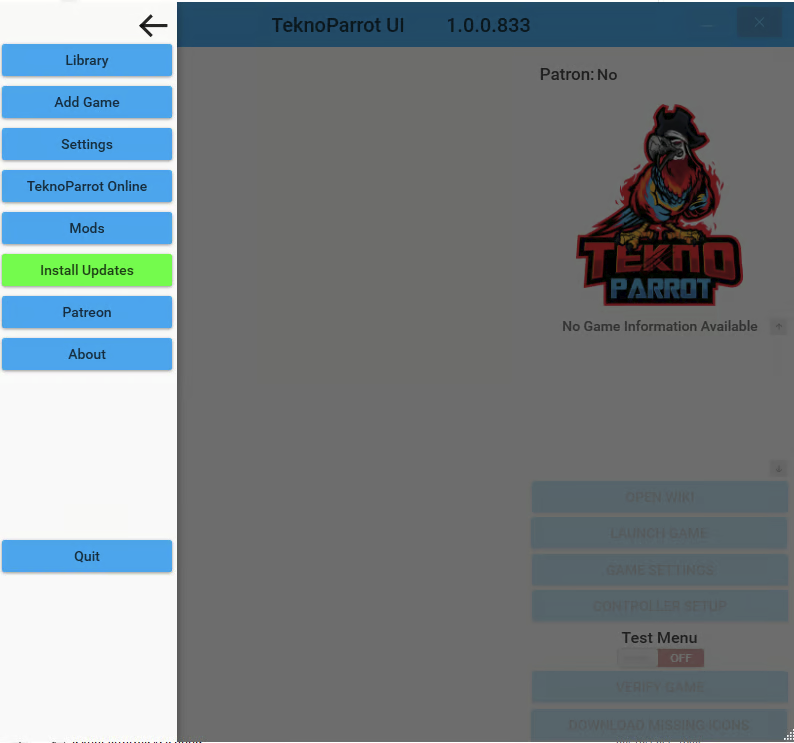 TeknoParrot UI 1.0.0.833
Library
Add Game
Settings
TeknoParrot Online
Mods
Install Updates
Patreon
About
Quit
Patron: No
TEKNO
PARROT
No Game Information Available
OPEN WIKI
LAUNCH GAME
GAME SETTINGS
CONTROLLER SETUP
Test Menu
OFF
VERIFY GAME
DOWNLOAD MISSING ICONS